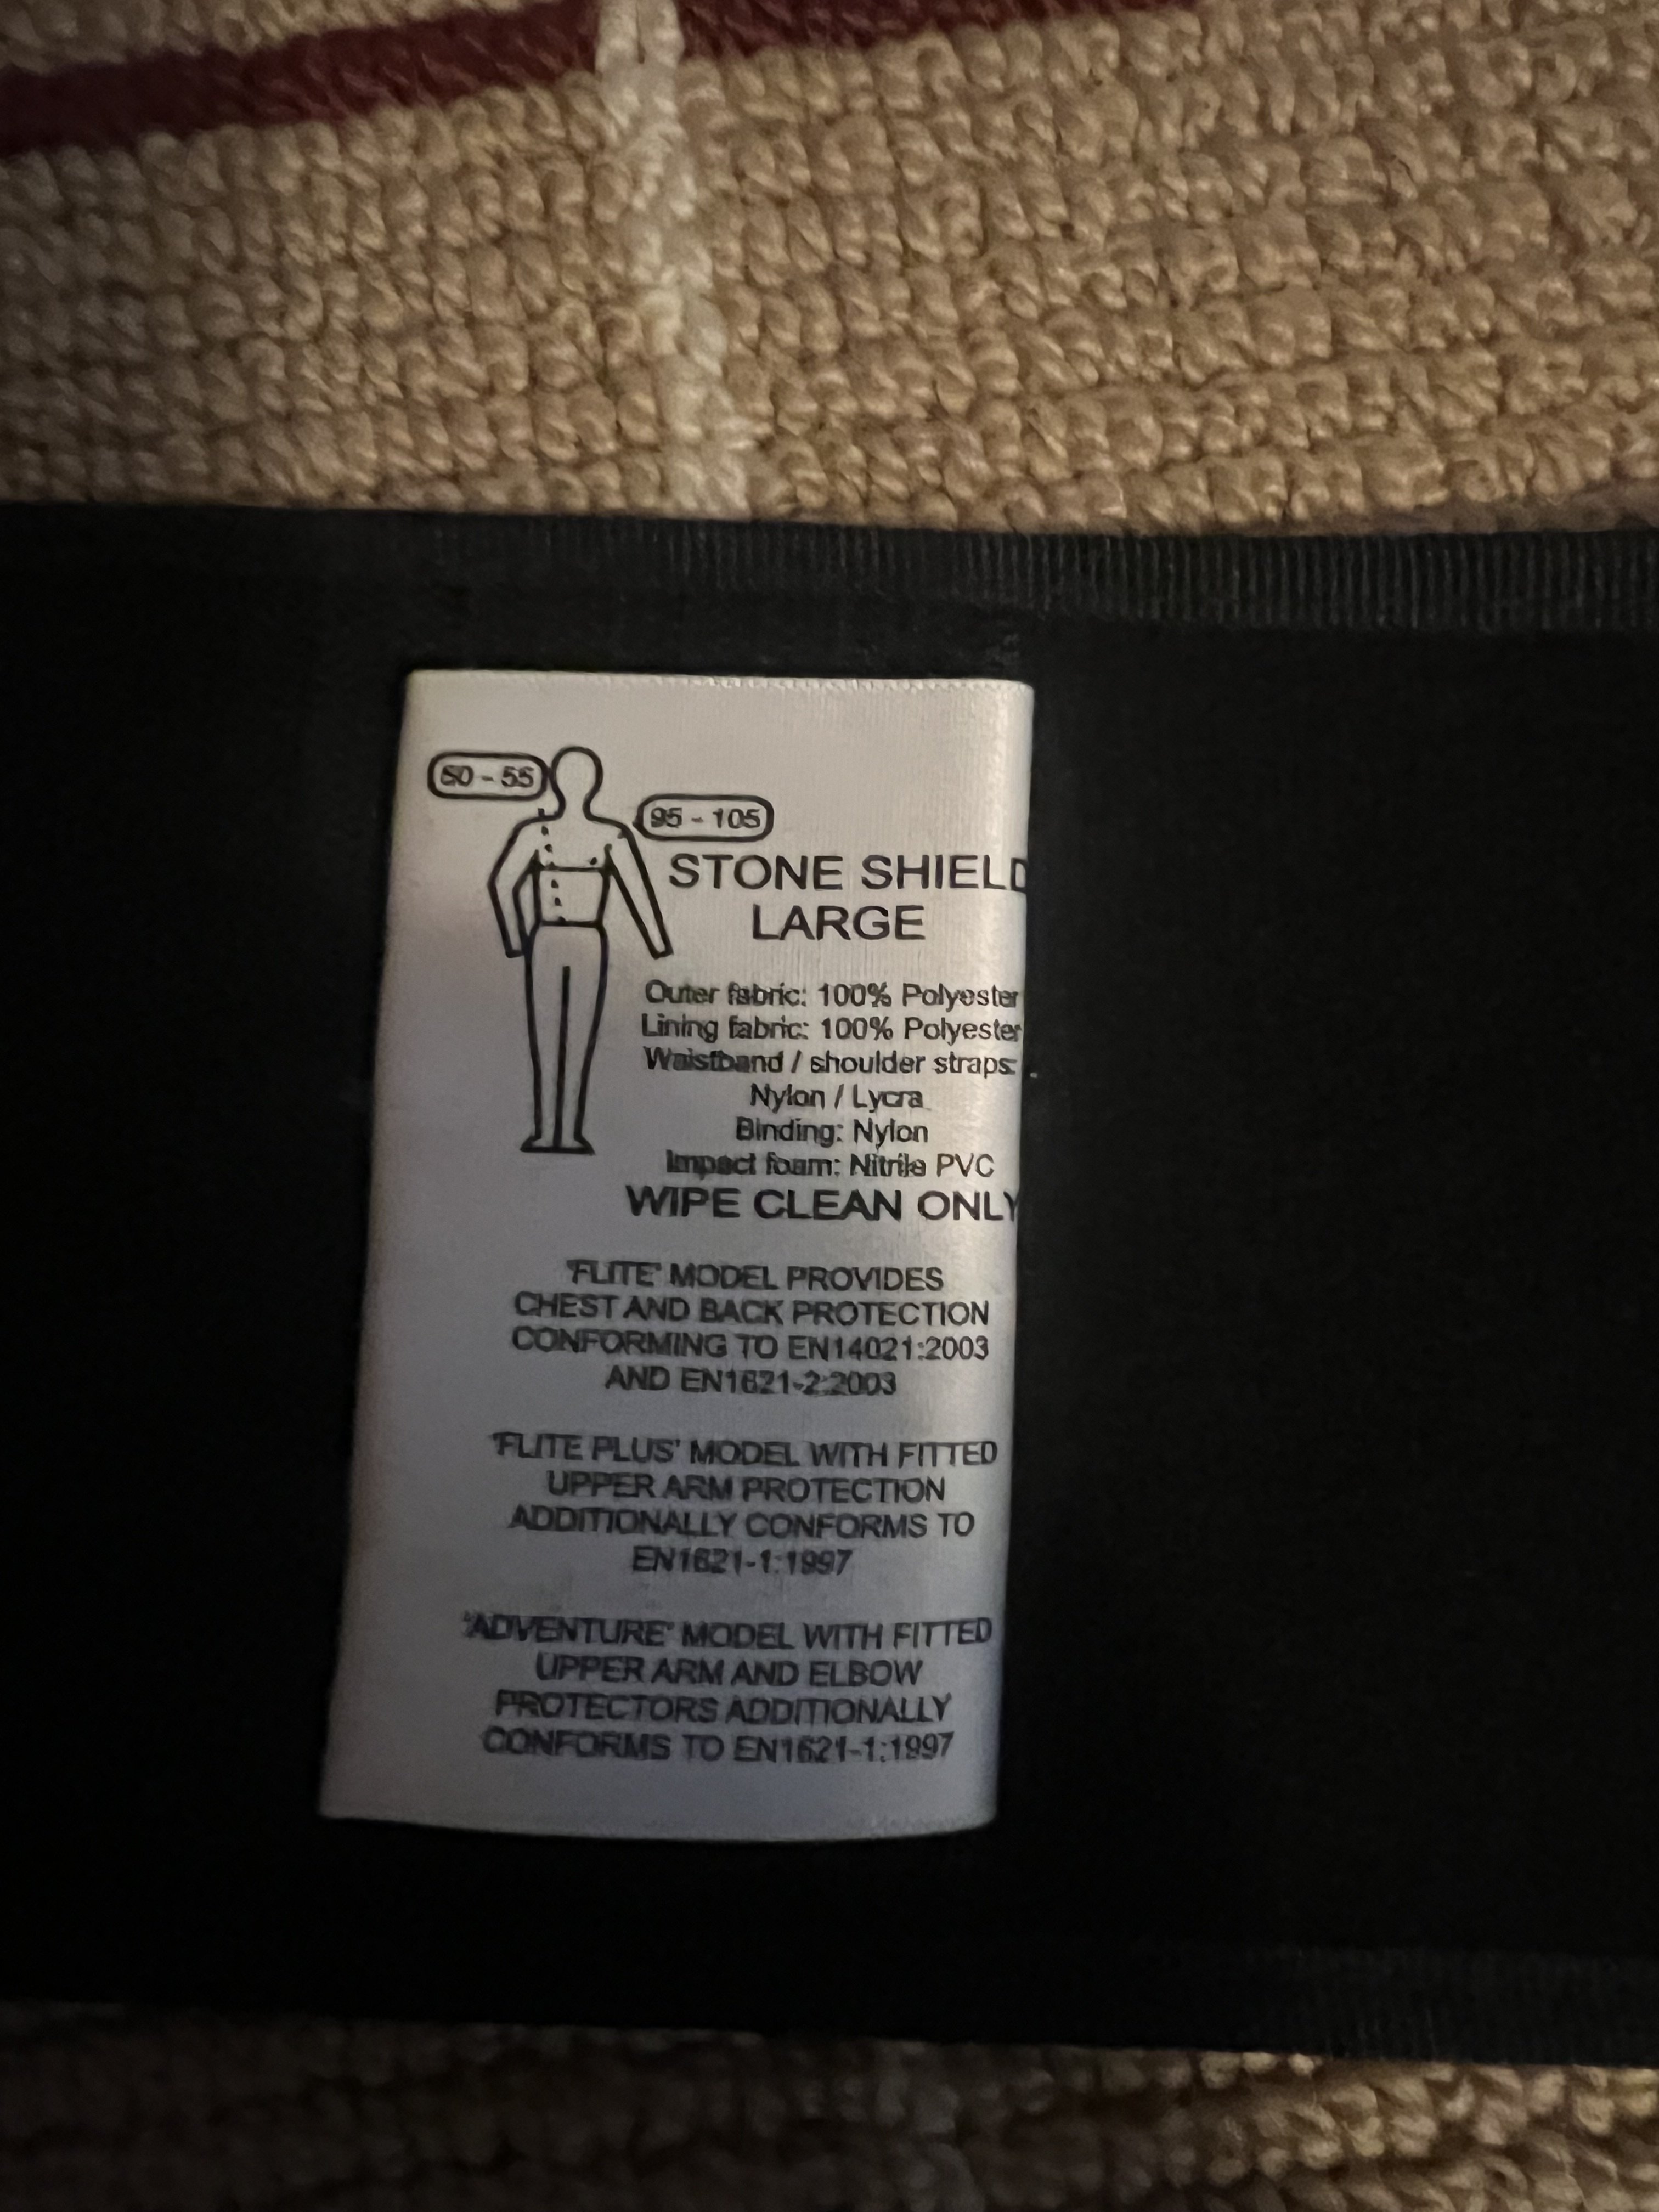 50 - 55
95 - 105
STONE SHIELD
LARGE
Outer fabric: 100% Polyester
Lining fabric: 100% Polyester
Waistband / shoulder straps:
Nylon / Lycra
Binding: Nylon
Impact foam: Nitrile PVC
WIPE CLEAN ONLY
'FLITE' MODEL PROVIDES
CHEST AND BACK PROTECTION
CONFORMING TO EN14021:2003
AND EN1621-2:2003
'FLITE PLUS' MODEL WITH FITTED
UPPER ARM PROTECTION
ADDITIONALLY CONFORMS TO
EN1621-1:1997
'ADVENTURE' MODEL WITH FITTED
UPPER ARM AND ELBOW
PROTECTORS ADDITIONALLY
CONFORMS TO EN1621-1:1997